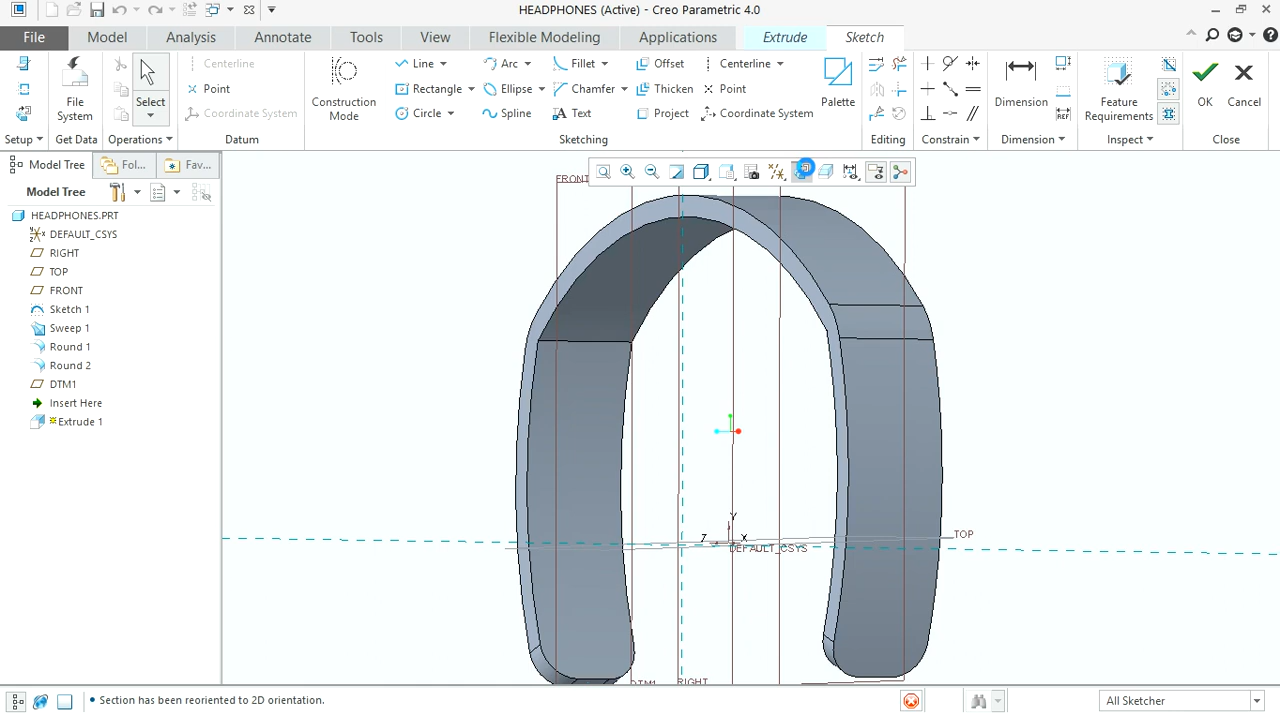 HEADPHONES (Active) - Creo Parametric 4.0
File Model Analysis Annotate Tools View Flexible Modeling Applications Extrude Sketch
Centerline Line Arc Fillet Offset Centerline
Point Rectangle Ellipse Chamfer Thicken Point
Coordinate System Circle Spline Text Project Coordinate System
File System
Select
Construction Mode
Palette
Dimension
Feature Requirements
OK
Cancel
REF
Setup Get Data Operations Datum Sketching Editing Constrain Dimension Inspect Close
Model Tree Fol... Fav...
Model Tree
HEADPHONES.PRT
DEFAULT_CSYS
RIGHT
TOP
FRONT
Sketch 1
Sweep 1
Round 1
Round 2
DTM1
Insert Here
Extrude 1
FRONT
Y
Z
X
DEFAULT_CSYS
TOP
DTM1
RIGHT
• Section has been reoriented to 2D orientation.
All Sketcher